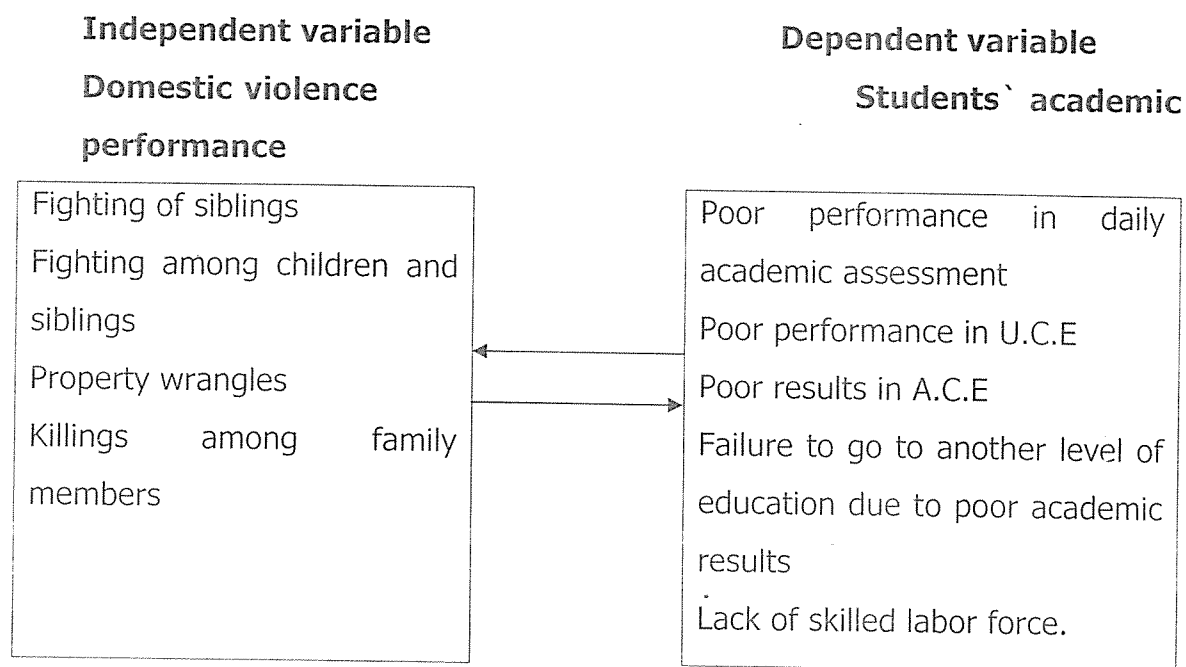 Independent variable
Domestic violence
performance
Dependent variable
Students` academic
Fighting of siblings
Fighting among children and
siblings
Property wrangles
Killings among family
members
Poor performance in daily
academic assessment
Poor performance in U.C.E
Poor results in A.C.E
Failure to go to another level of
education due to poor academic
results
Lack of skilled labor force.